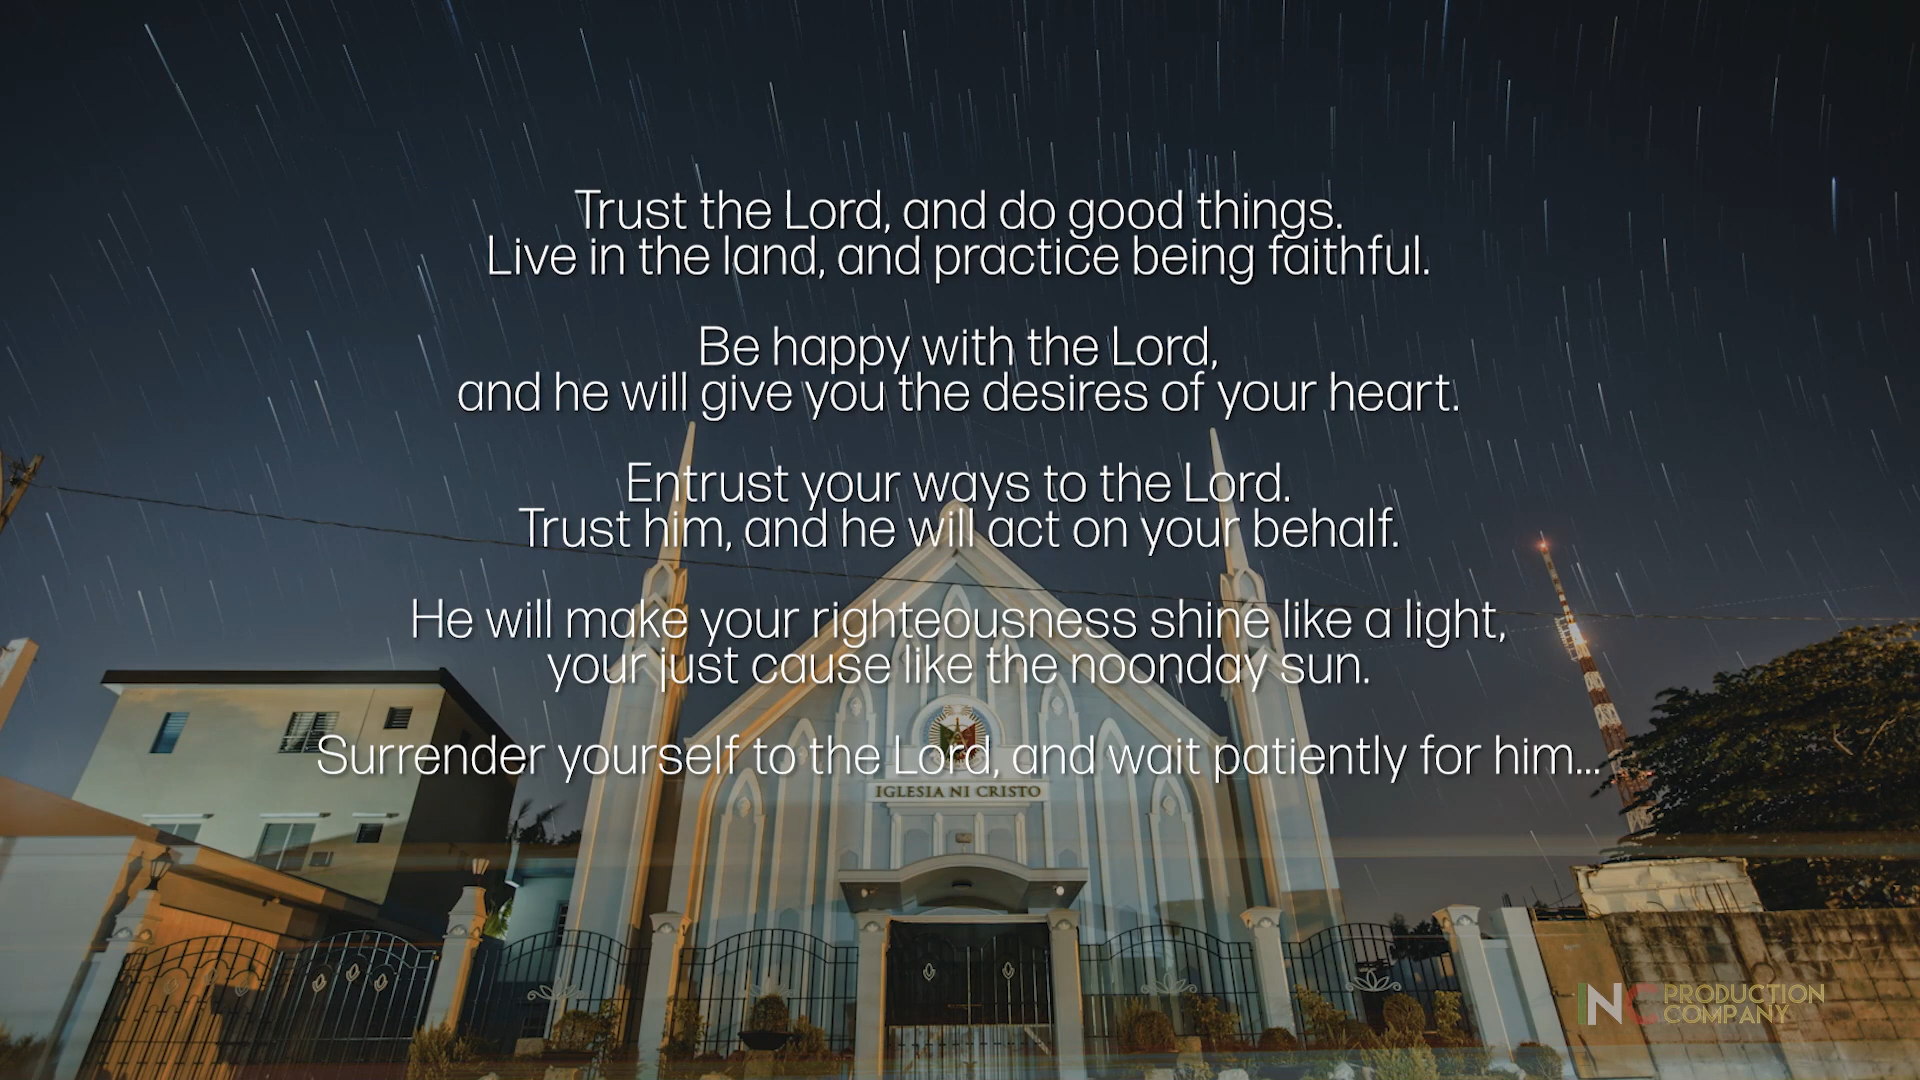 Trust the Lord, and do good things.
Live in the land, and practice being faithful.
Be happy with the Lord,
and he will give you the desires of your heart.
Entrust your ways to the Lord.
Trust him, and he will act on your behalf.
He will make your righteousness shine like a light,
your just cause like the noonday sun.
Surrender yourself to the Lord, and wait patiently for him...
IGLESIA NI CRISTO
INC PRODUCTION
COMPANY